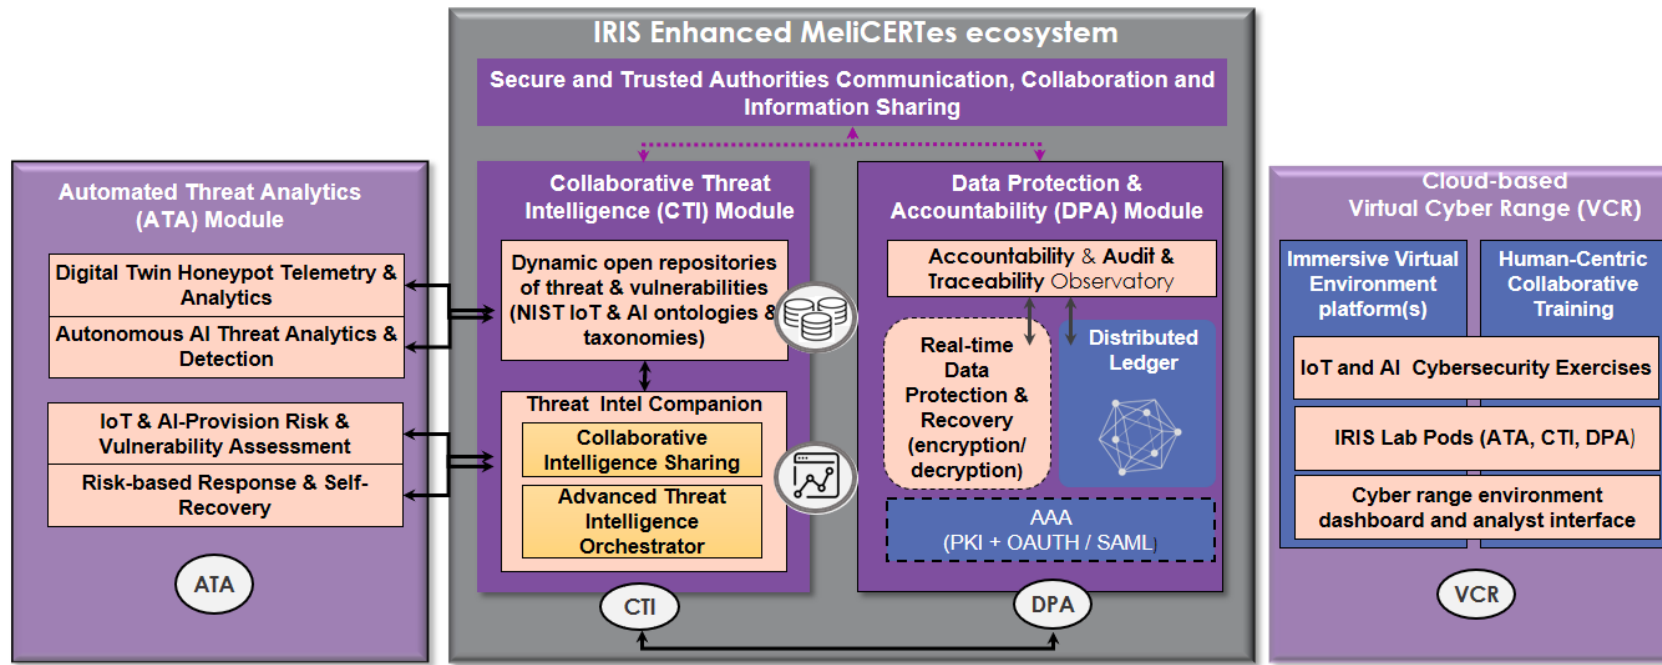 IRIS Enhanced MeliCERTes ecosystem
Secure and Trusted Authorities Communication, Collaboration and
Information Sharing
Automated Threat Analytics
(ATA) Module
Digital Twin Honeypot Telemetry &
Analytics
Autonomous AI Threat Analytics &
Detection
IoT & AI-Provision Risk &
Vulnerability Assessment
Risk-based Response & Self-
Recovery
ATA
Collaborative Threat
Intelligence (CTI) Module
Dynamic open repositories
of threat & vulnerabilities
(NIST IoT & AI ontologies &
taxonomies)
Threat Intel Companion
Collaborative
Intelligence Sharing
Advanced Threat
Intelligence
Orchestrator
CTI
Data Protection &
Accountability (DPA) Module
Accountability & Audit &
Traceability Observatory
Real-time
Data
Protection &
Recovery
(encryption/
decryption)
Distributed
Ledger
AAA
(PKI + OAUTH / SAML)
DPA
Cloud-based
Virtual Cyber Range (VCR)
Immersive Virtual
Environment
platform(s)
Human-Centric
Collaborative
Training
IoT and AI Cybersecurity Exercises
IRIS Lab Pods (ATA, CTI, DPA)
Cyber range environment
dashboard and analyst interface
VCR